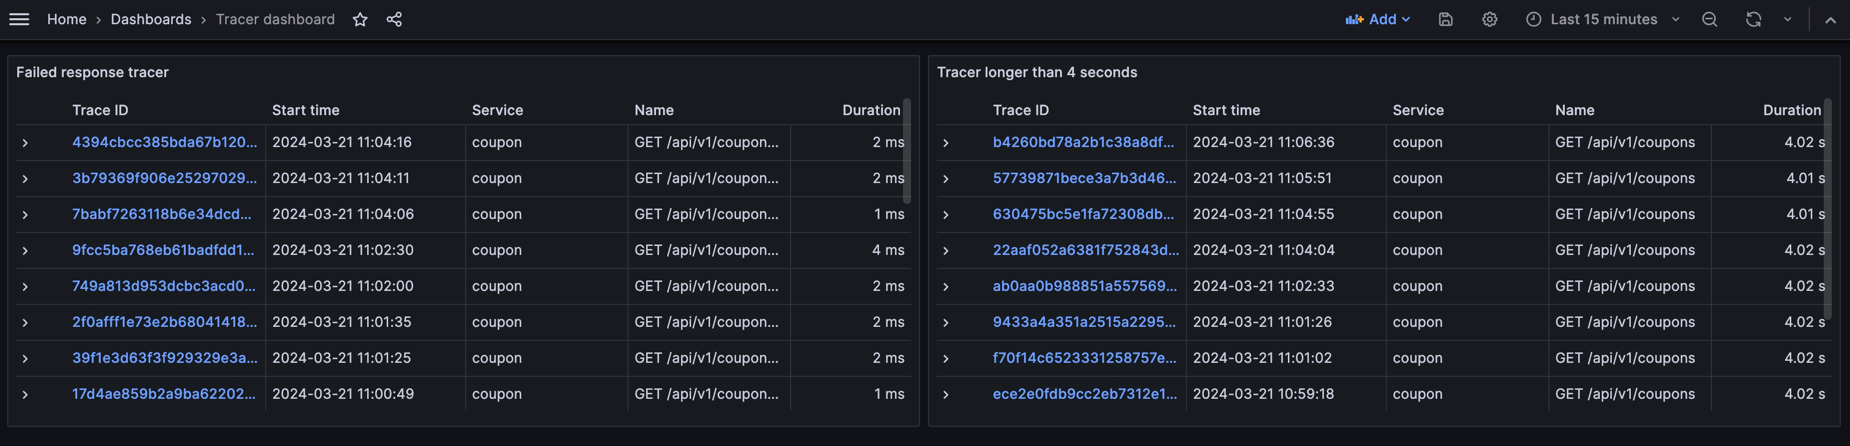 Home › Dashboards › Tracer dashboard Add Last 15 minutes
Failed response tracer
Trace ID Start time Service Name Duration
4394cbcc385bda67b120... 2024-03-21 11:04:16 coupon GET /api/v1/coupon... 2 ms
3b79369f906e25297029... 2024-03-21 11:04:11 coupon GET /api/v1/coupon... 2 ms
7babf7263118b6e34dcd... 2024-03-21 11:04:06 coupon GET /api/v1/coupon... 1 ms
9fcc5ba768eb61badfdd1... 2024-03-21 11:02:30 coupon GET /api/v1/coupon... 4 ms
749a813d953dcbc3acd0... 2024-03-21 11:02:00 coupon GET /api/v1/coupon... 2 ms
2f0afff1e73e2b68041418... 2024-03-21 11:01:35 coupon GET /api/v1/coupon... 2 ms
39f1e3d63f3f929329e3a... 2024-03-21 11:01:25 coupon GET /api/v1/coupon... 2 ms
17d4ae859b2a9ba62202... 2024-03-21 11:00:49 coupon GET /api/v1/coupon... 1 ms
Tracer longer than 4 seconds
Trace ID Start time Service Name Duration
b4260bd78a2b1c38a8df... 2024-03-21 11:06:36 coupon GET /api/v1/coupons 4.02 s
57739871bece3a7b3d46... 2024-03-21 11:05:51 coupon GET /api/v1/coupons 4.01 s
630475bc5e1fa72308db... 2024-03-21 11:04:55 coupon GET /api/v1/coupons 4.01 s
22aaf052a6381f752843d... 2024-03-21 11:04:04 coupon GET /api/v1/coupons 4.02 s
ab0aa0b988851a557569... 2024-03-21 11:02:33 coupon GET /api/v1/coupons 4.02 s
9433a4a351a2515a2295... 2024-03-21 11:01:26 coupon GET /api/v1/coupons 4.02 s
f70f14c6523331258757e... 2024-03-21 11:01:02 coupon GET /api/v1/coupons 4.02 s
ece2e0fdb9cc2eb7312e1... 2024-03-21 10:59:18 coupon GET /api/v1/coupons 4.02 s